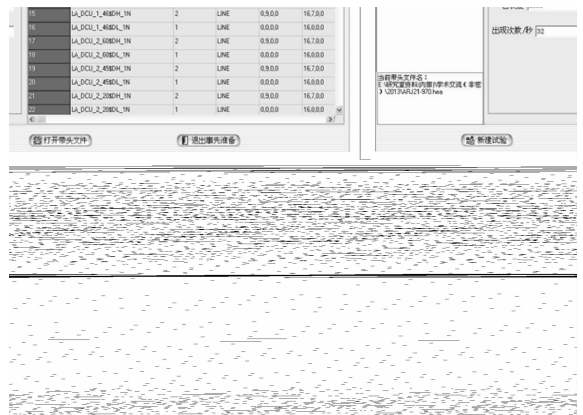 15 LA_DCU_1_46$DH_1N 2 LINE 0,9,0,0 16,7,0,0
16 LA_DCU_1_46$DL_1N 1 LINE 0,0,0,0 16,0,0,0
17 LA_DCU_2_60$DH_1N 2 LINE 0,9,0,0 16,7,0,0
18 LA_DCU_2_60$DL_1N 1 LINE 0,0,0,0 16,0,0,0
19 LA_DCU_2_45$DH_1N 2 LINE 0,9,0,0 16,7,0,0
20 LA_DCU_2_45$DL_1N 1 LINE 0,0,0,0 16,0,0,0
21 LA_DCU_2_20$DH_1N 2 LINE 0,9,0,0 16,7,0,0
22 LA_DCU_2_20$DL_1N 1 LINE 0,0,0,0 16,0,0,0
打开带头文件
退出事先准备
出现次数/秒 32
当前带头文件名：
\2013\ARJ21-970.hea
新建试验